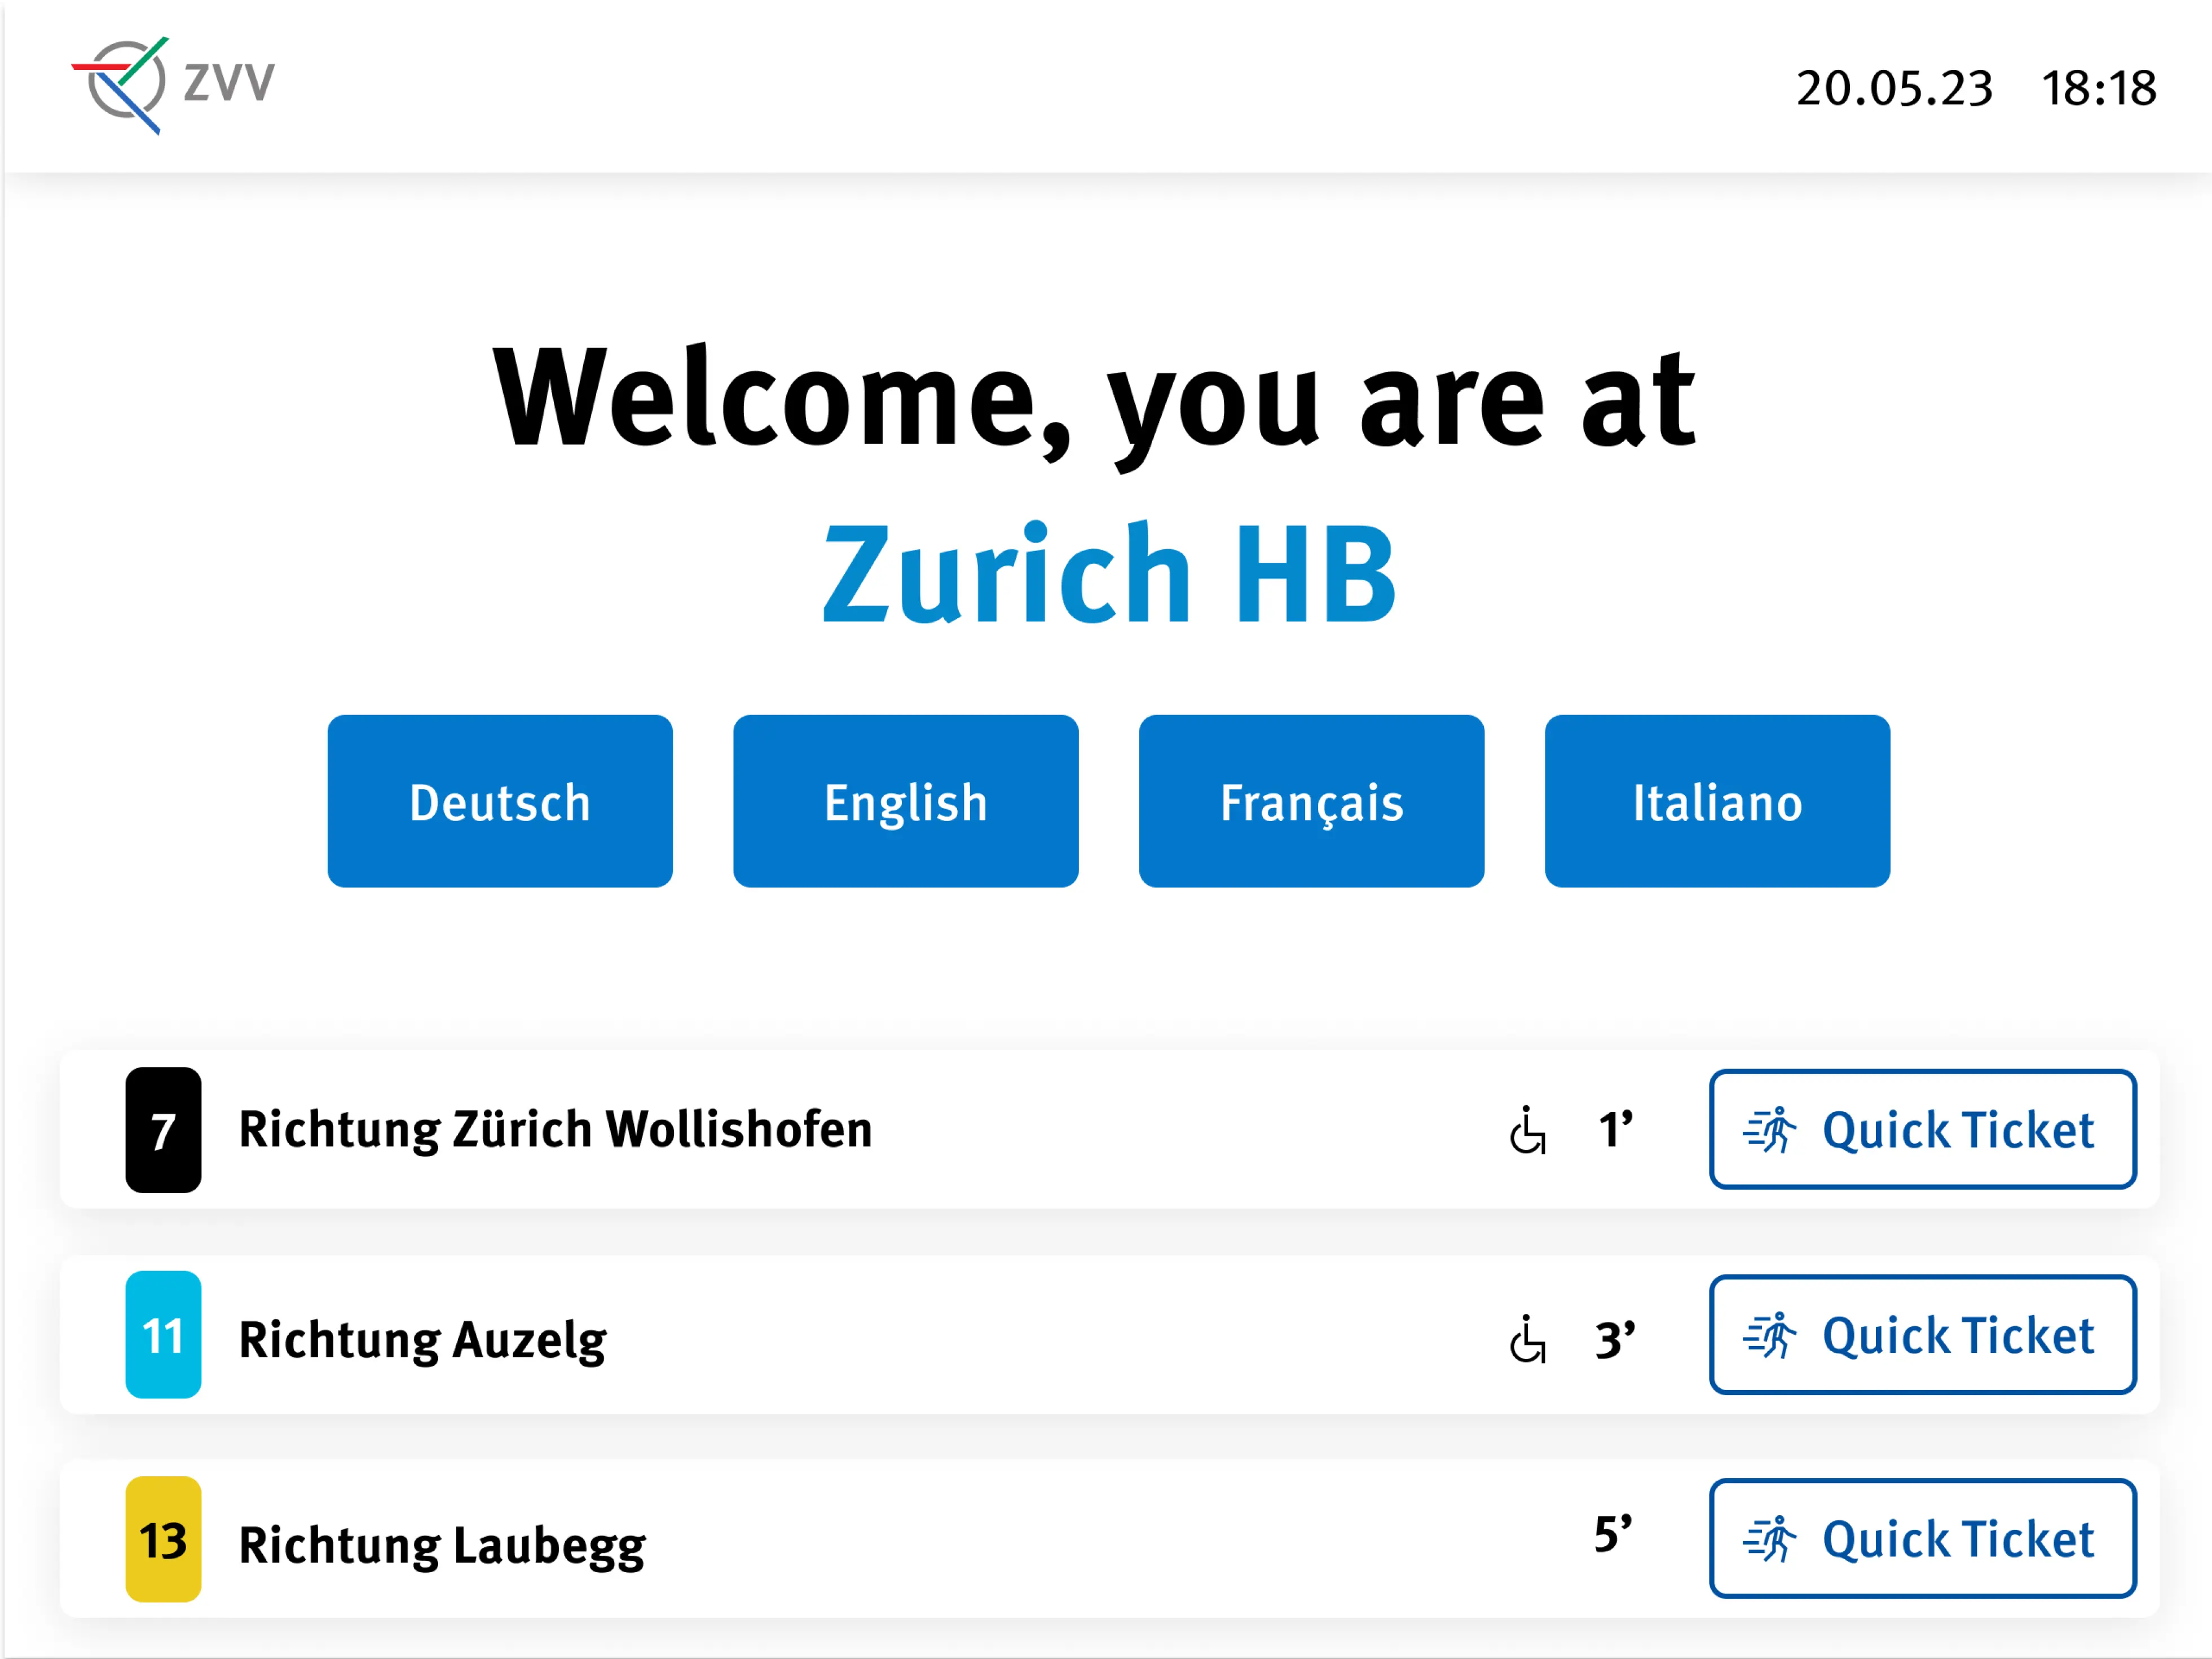 ZVV
20.05.23 18:18
Welcome, you are at
Zurich HB
Deutsch English Français Italiano
7 Richtung Zürich Wollishofen 1’ Quick Ticket
11 Richtung Auzelg 3’ Quick Ticket
13 Richtung Laubegg 5’ Quick Ticket